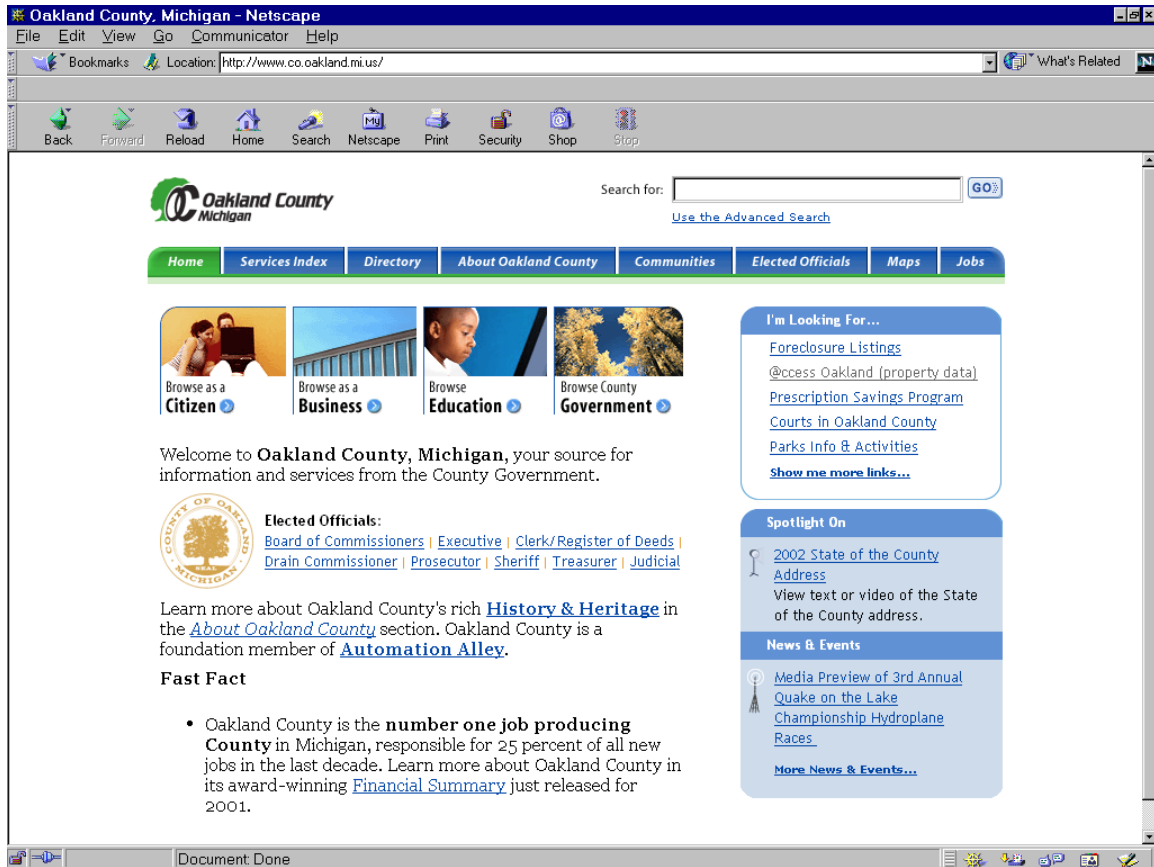 Oakland County, Michigan - Netscape
File Edit View Go Communicator Help
Bookmarks Location: http://www.co.oakland.mi.us/ What's Related N
Back Forward Reload Home Search Netscape Print Security Shop Stop
My
Oakland County
Michigan
Search for: GO
Use the Advanced Search
Home Services Index Directory About Oakland County Communities Elected Officials Maps Jobs
Browse as a
Citizen
Browse as a
Business
Browse
Education
Browse County
Government
Welcome to Oakland County, Michigan, your source for
information and services from the County Government.
COUNTY OF OAKLAND
SEAL
MICHIGAN
Elected Officials:
Board of Commissioners | Executive | Clerk/Register of Deeds |
Drain Commissioner | Prosecutor | Sheriff | Treasurer | Judicial
Learn more about Oakland County's rich History & Heritage in
the About Oakland County section. Oakland County is a
foundation member of Automation Alley.
Fast Fact
• Oakland County is the number one job producing
County in Michigan, responsible for 25 percent of all new
jobs in the last decade. Learn more about Oakland County in
its award-winning Financial Summary just released for
2001.
I'm Looking For...
Foreclosure Listings
@ccess Oakland (property data)
Prescription Savings Program
Courts in Oakland County
Parks Info & Activities
Show me more links...
Spotlight On
2002 State of the County
Address
View text or video of the State
of the County address.
News & Events
Media Preview of 3rd Annual
Quake on the Lake
Championship Hydroplane
Races
More News & Events...
Document: Done